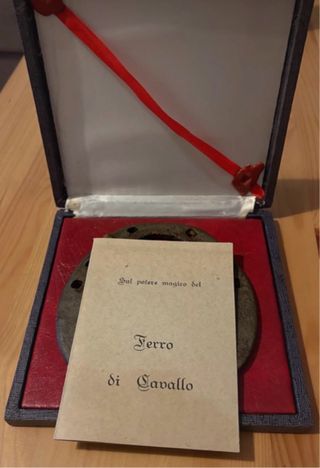 Sul potere magico del
Ferro
di Cavallo